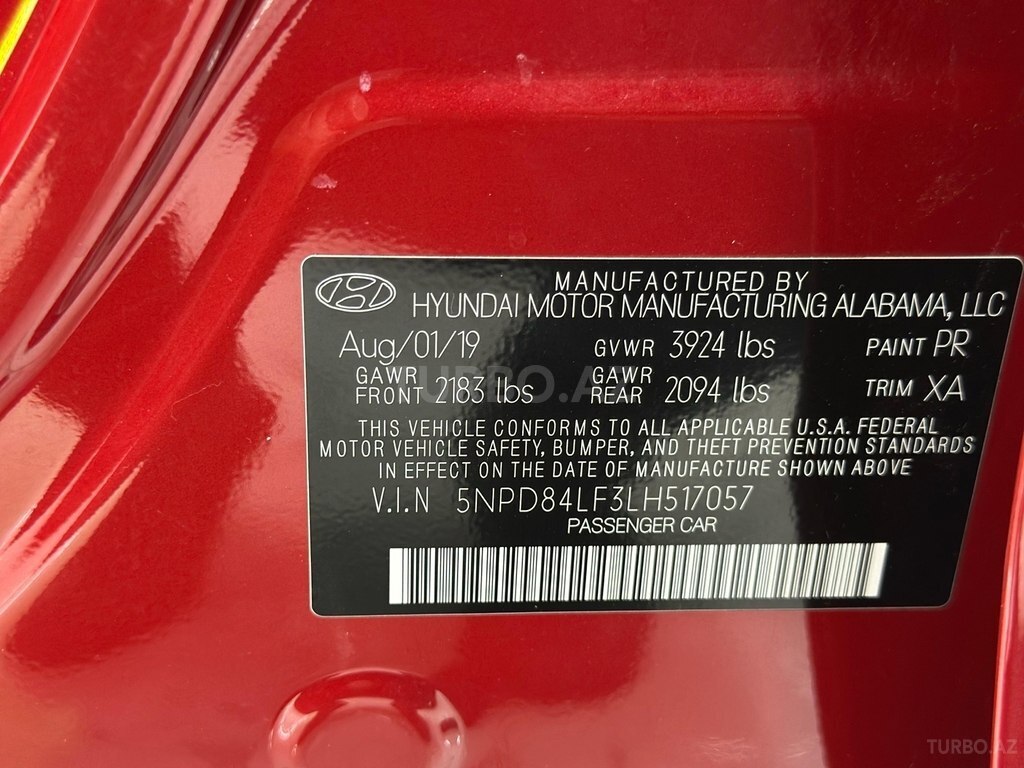 MANUFACTURED BY
HYUNDAI MOTOR MANUFACTURING ALABAMA, LLC
Aug/01/19 GVWR 3924 lbs PAINT PR
GAWR FRONT 2183 lbs GAWR REAR 2094 lbs TRIM XA
THIS VEHICLE CONFORMS TO ALL APPLICABLE U.S.A. FEDERAL
MOTOR VEHICLE SAFETY, BUMPER, AND THEFT PREVENTION STANDARDS
IN EFFECT ON THE DATE OF MANUFACTURE SHOWN ABOVE
V.I.N 5NPD84LF3LH517057
PASSENGER CAR
TURBO.AZ
TURBO.AZ